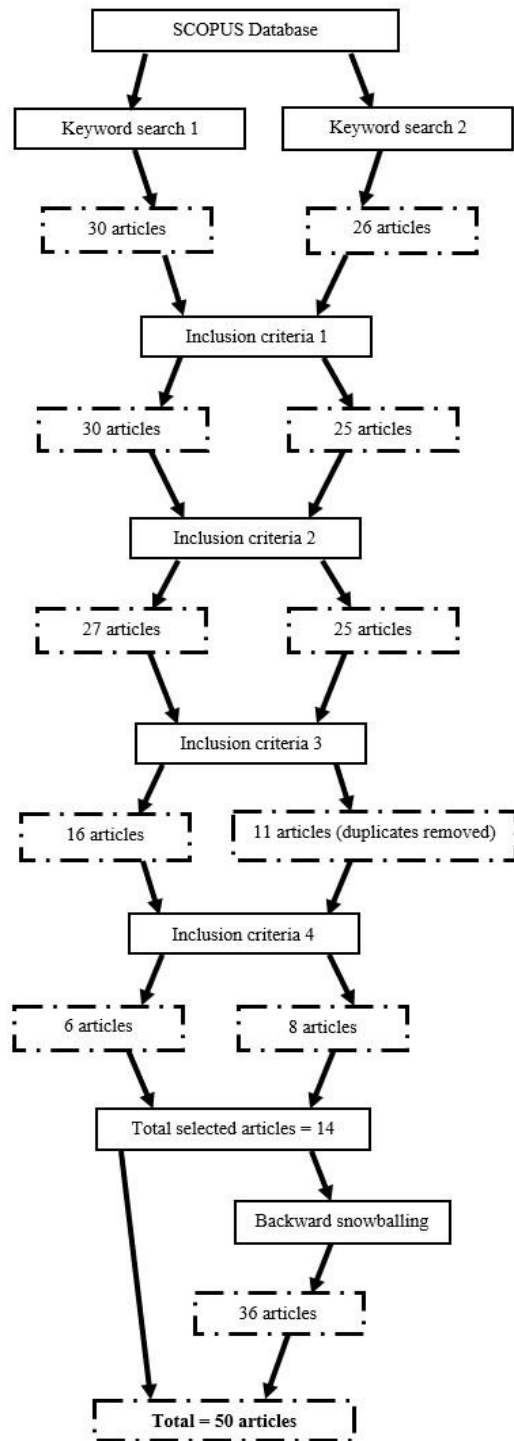 SCOPUS Database
Keyword search 1
Keyword search 2
30 articles
26 articles
Inclusion criteria 1
30 articles
25 articles
Inclusion criteria 2
27 articles
25 articles
Inclusion criteria 3
16 articles
11 articles (duplicates removed)
Inclusion criteria 4
6 articles
8 articles
Total selected articles = 14
Backward snowballing
36 articles
Total = 50 articles